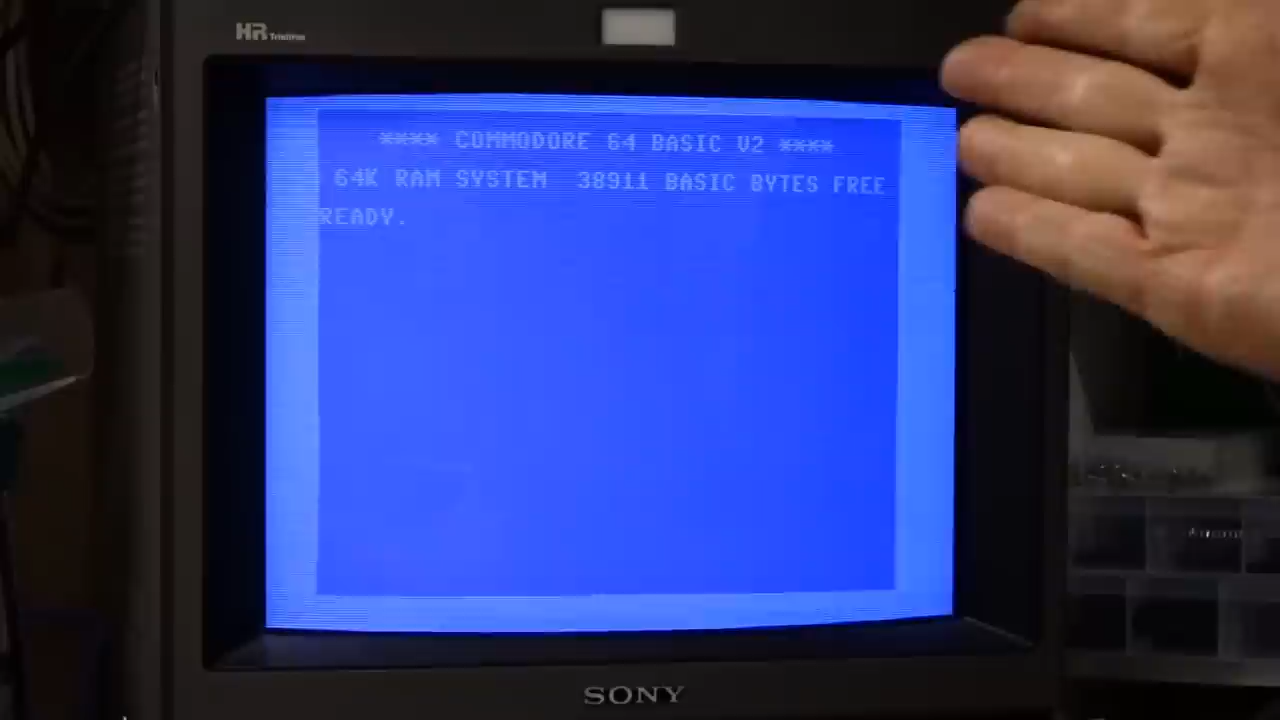 HR Trinitron
**** COMMODORE 64 BASIC V2 ****
64K RAM SYSTEM 38911 BASIC BYTES FREE
READY.
SONY